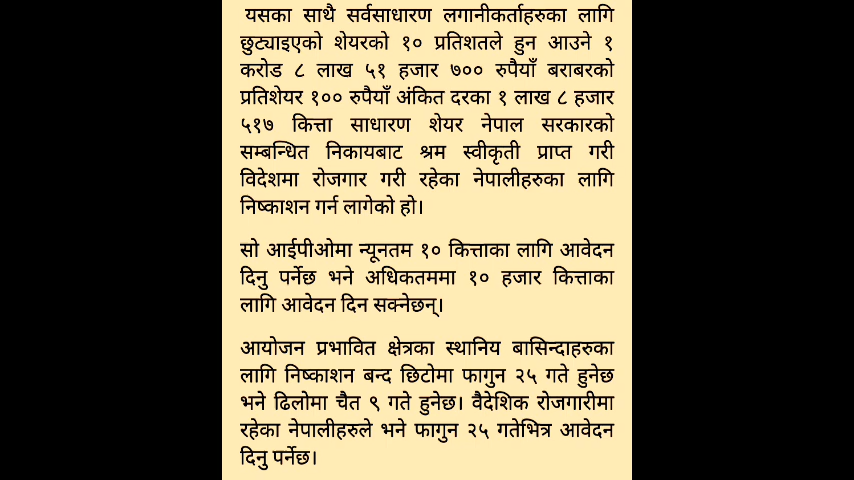 यसका साथै सर्वसाधारण लगानीकर्ताहरुका लागि
छुट्याइएको शेयरको १० प्रतिशतले हुन आउने १
करोड ८ लाख ५१ हजार ७०० रुपैयाँ बराबरको
प्रतिशेयर १०० रुपैयाँ अंकित दरका १ लाख ८ हजार
५१७ कित्ता साधारण शेयर नेपाल सरकारको
सम्बन्धित निकायबाट श्रम स्वीकृती प्राप्त गरी
विदेशमा रोजगार गरी रहेका नेपालीहरुका लागि
निष्काशन गर्न लागेको हो।
सो आईपीओमा न्यूनतम १० कित्ताका लागि आवेदन
दिनु पर्नेछ भने अधिकतममा १० हजार कित्ताका
लागि आवेदन दिन सक्नेछन्।
आयोजन प्रभावित क्षेत्रका स्थानिय बासिन्दाहरुका
लागि निष्काशन बन्द छिटोमा फागुन २५ गते हुनेछ
भने ढिलोमा चैत ९ गते हुनेछ। वैदेशिक रोजगारीमा
रहेका नेपालीहरुले भने फागुन २५ गतेभित्र आवेदन
दिनु पर्नेछ।